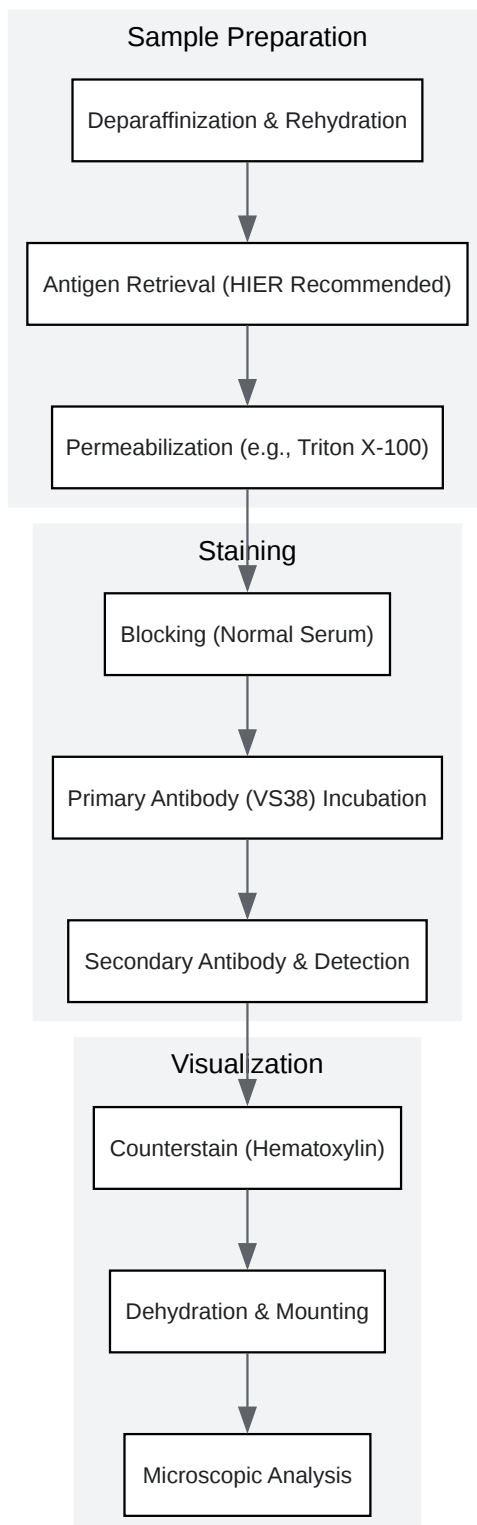 Sample Preparation
Deparaffinization & Rehydration
Antigen Retrieval (HIER Recommended)
Permeabilization (e.g., Triton X-100)
Staining
Blocking (Normal Serum)
Primary Antibody (VS38) Incubation
Secondary Antibody & Detection
Visualization
Counterstain (Hematoxylin)
Dehydration & Mounting
Microscopic Analysis